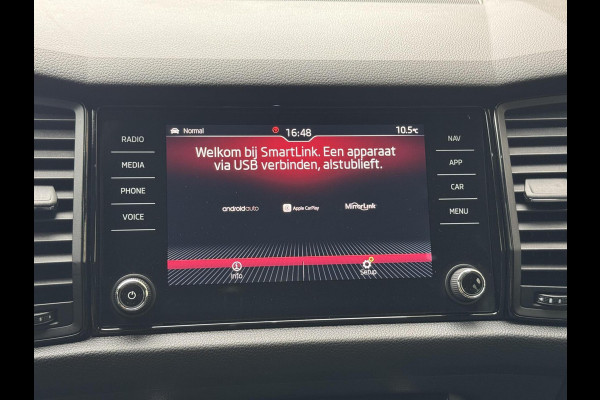 RADIO
MEDIA
PHONE
VOICE
Normal
16:48
10.5°C
Welkom bij SmartLink. Een apparaat
via USB verbinden, alstublieft.
androidauto
Apple CarPlay
MirrorLink
Info
Setup
NAV
APP
CAR
MENU